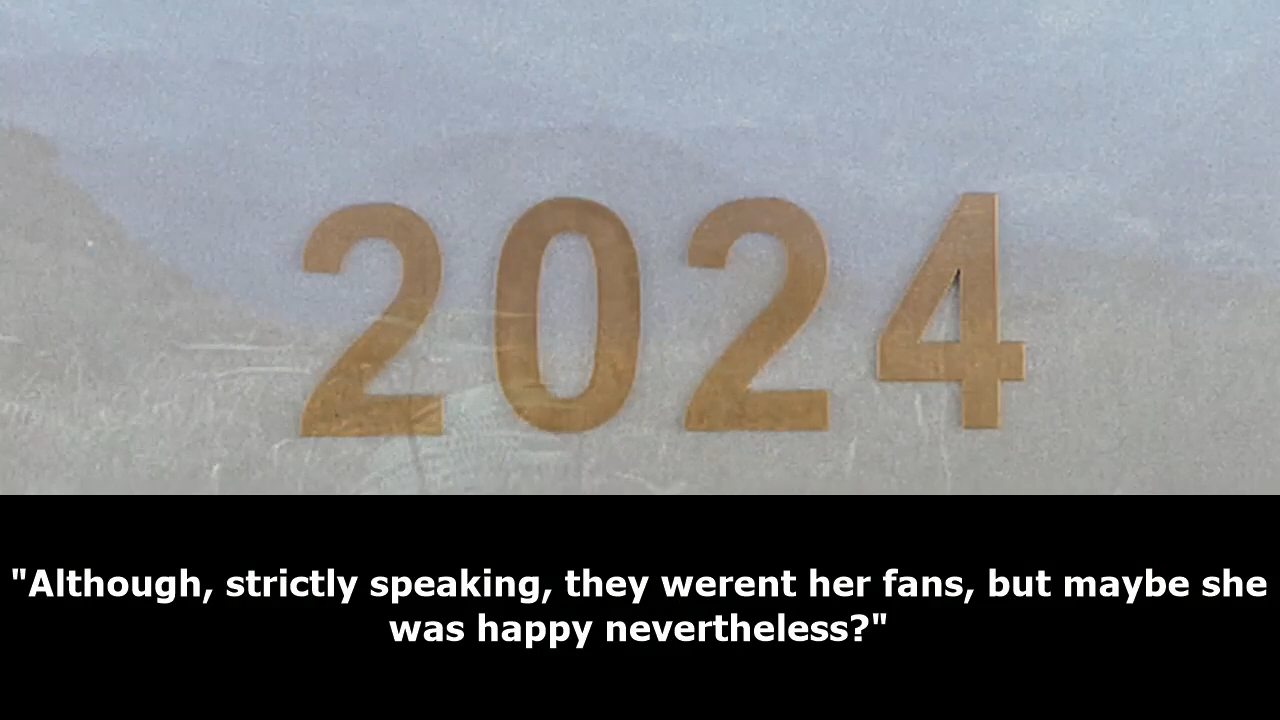 2024
"Although, strictly speaking, they werent her fans, but maybe she
was happy nevertheless?"